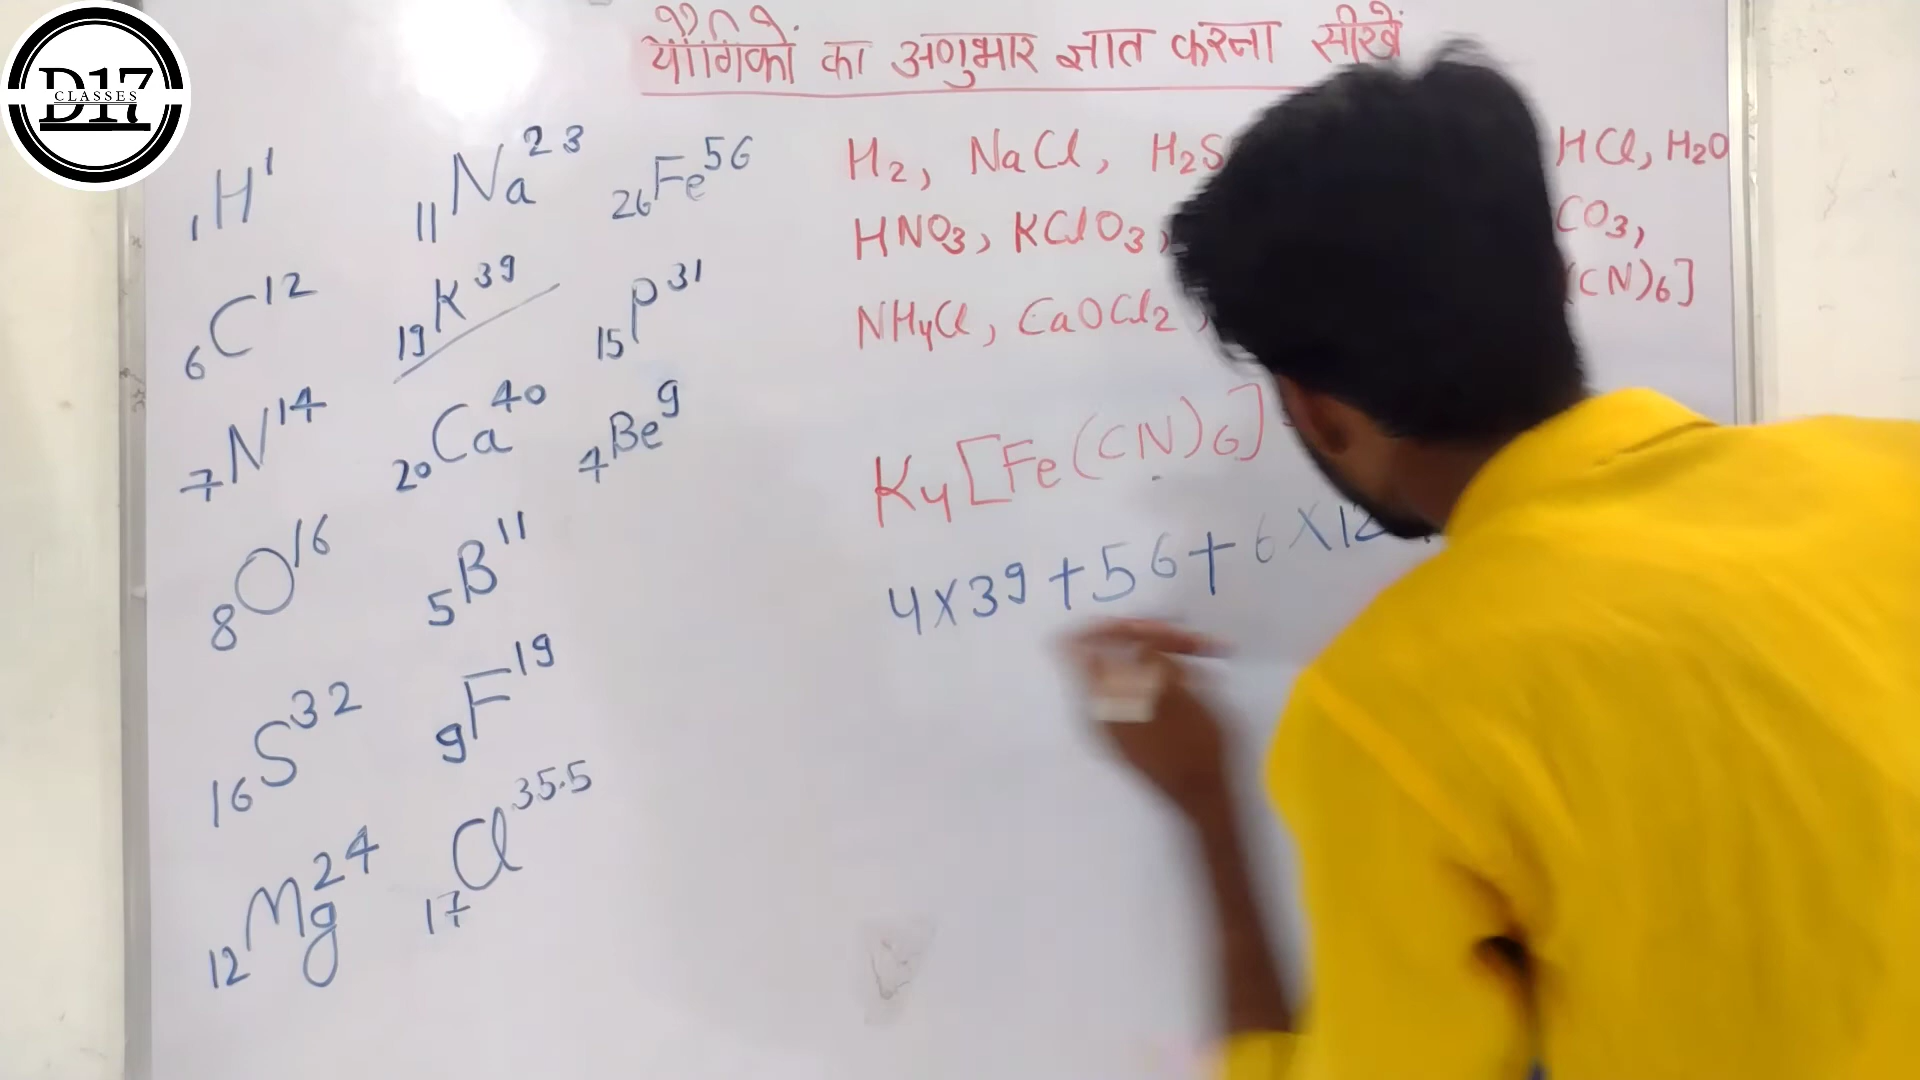 D17
CLASSES
यौगिकों का अणुभार ज्ञात करना सीखें
₁H¹
₆C¹²
₇N¹⁴
₈O¹⁶
₁₆S³²
₁₂Mg²⁴
₁₁Na²³
₁₉K³⁹
₂₀Ca⁴⁰
₅B¹¹
₉F¹⁹
₁₇Cl³⁵·⁵
₂₆Fe⁵⁶
₁₅P³¹
₄Be⁹
H₂, NaCl, H₂S HCl, H₂O
HNO₃, KClO₃, CO₃,
NH₄Cl, CaOCl₂, (CN)₆]
K₄[Fe(CN)₆]
4×39+56+6×12